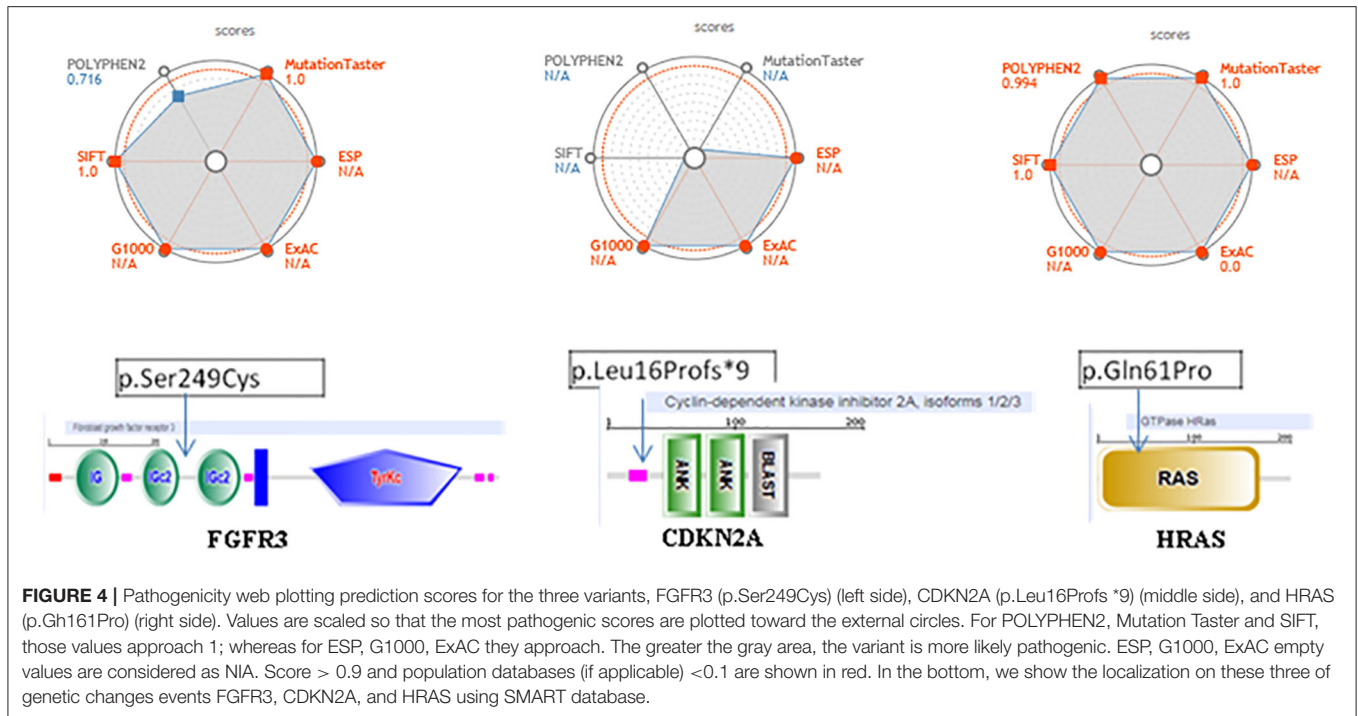 scores
POLYPHEN2
0.716
MutationTaster
1.0
SIFT
1.0
ESP
N/A
G1000
N/A
ExAC
N/A
scores
POLYPHEN2
N/A
MutationTaster
N/A
SIFT
N/A
ESP
N/A
G1000
N/A
ExAC
N/A
scores
POLYPHEN2
0.994
MutationTaster
1.0
SIFT
1.0
ESP
N/A
G1000
N/A
ExAC
0.0
p.Ser249Cys
Fibroblast growth factor receptor 3
IG
IGc2
IGc2
TyrKc
FGFR3
p.Leu16Profs*9
Cyclin-dependent kinase inhibitor 2A, isoforms 1/2/3
1 100 200
ANK
ANK
BLAST
CDKN2A
p.Gln61Pro
GTPase HRas
1 100 200
RAS
HRAS
FIGURE 4 | Pathogenicity web plotting prediction scores for the three variants, FGFR3 (p.Ser249Cys) (left side), CDKN2A (p.Leu16Profs *9) (middle side), and HRAS
(p.Gh161Pro) (right side). Values are scaled so that the most pathogenic scores are plotted toward the external circles. For POLYPHEN2, Mutation Taster and SIFT,
those values approach 1; whereas for ESP, G1000, ExAC they approach. The greater the gray area, the variant is more likely pathogenic. ESP, G1000, ExAC empty
values are considered as NIA. Score > 0.9 and population databases (if applicable) <0.1 are shown in red. In the bottom, we show the localization on these three of
genetic changes events FGFR3, CDKN2A, and HRAS using SMART database.